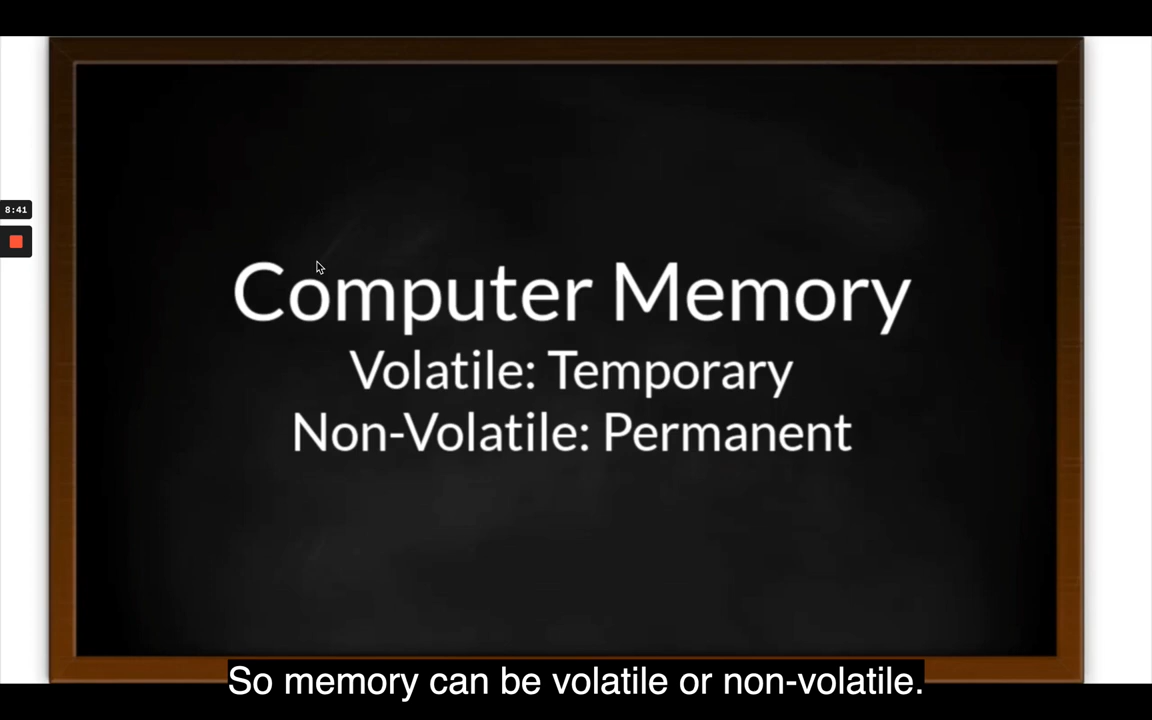 8:41
Computer Memory
Volatile: Temporary
Non-Volatile: Permanent
So memory can be volatile or non-volatile.